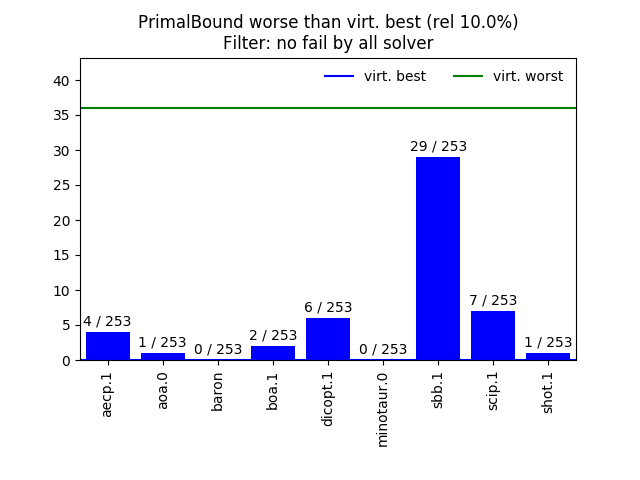 PrimalBound worse than virt. best (rel 10.0%)
Filter: no fail by all solver
virt. best
virt. worst
40
35
30
25
20
15
10
5
0
4 / 253
1 / 253
0 / 253
2 / 253
6 / 253
0 / 253
29 / 253
7 / 253
1 / 253
aecp.1
aoa.0
baron
boa.1
dicopt.1
minotaur.0
sbb.1
scip.1
shot.1